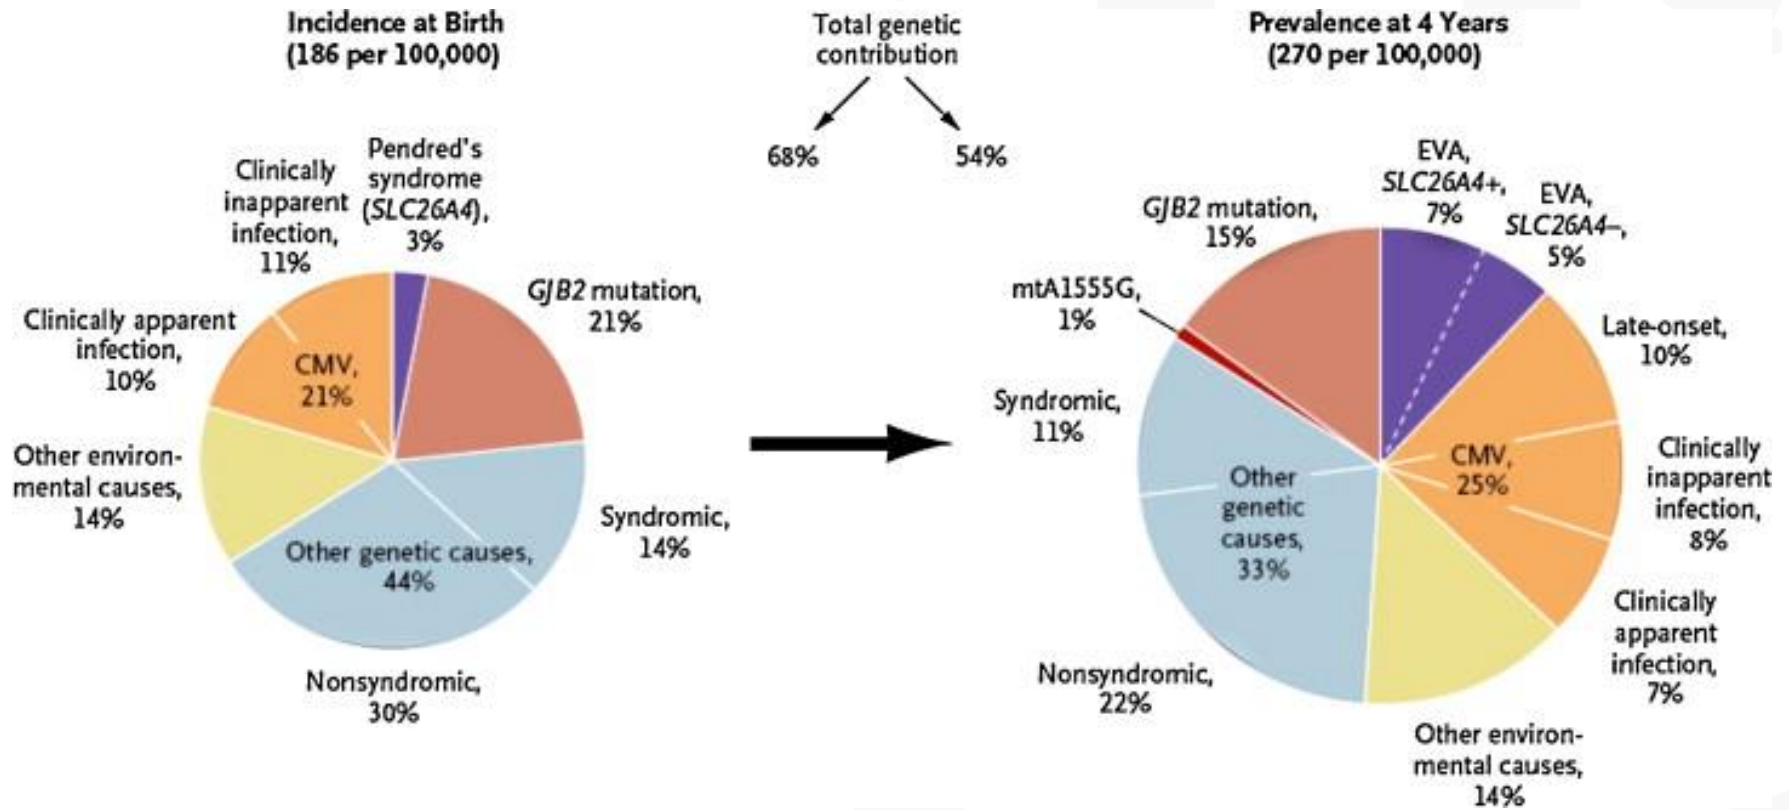 Incidence at Birth
(186 per 100,000)
Total genetic
contribution
68%
54%
Prevalence at 4 Years
(270 per 100,000)
Pendred's
syndrome
(SLC26A4),
3%
GJB2 mutation,
21%
Syndromic,
14%
Other genetic causes,
44%
Nonsyndromic,
30%
Other environ-
mental causes,
14%
Clinically apparent
infection,
10%
Clinically
inapparent
infection,
11%
CMV,
21%
EVA,
SLC26A4+,
7%
EVA,
SLC26A4–,
5%
Late-onset,
10%
CMV,
25%
Clinically
inapparent
infection,
8%
Clinically
apparent
infection,
7%
Other environ-
mental causes,
14%
Nonsyndromic,
22%
Other
genetic
causes,
33%
Syndromic,
11%
mtA1555G,
1%
GJB2 mutation,
15%